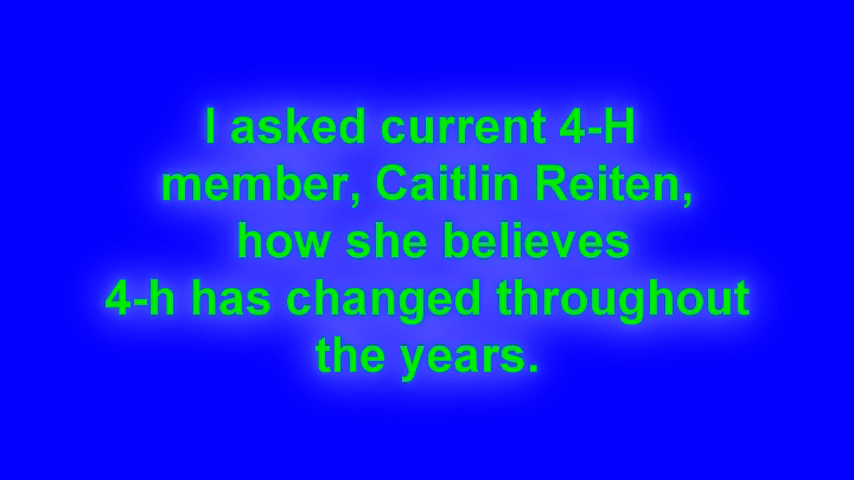 I asked current 4-H
member, Caitlin Reiten,
how she believes
4-h has changed throughout
the years.